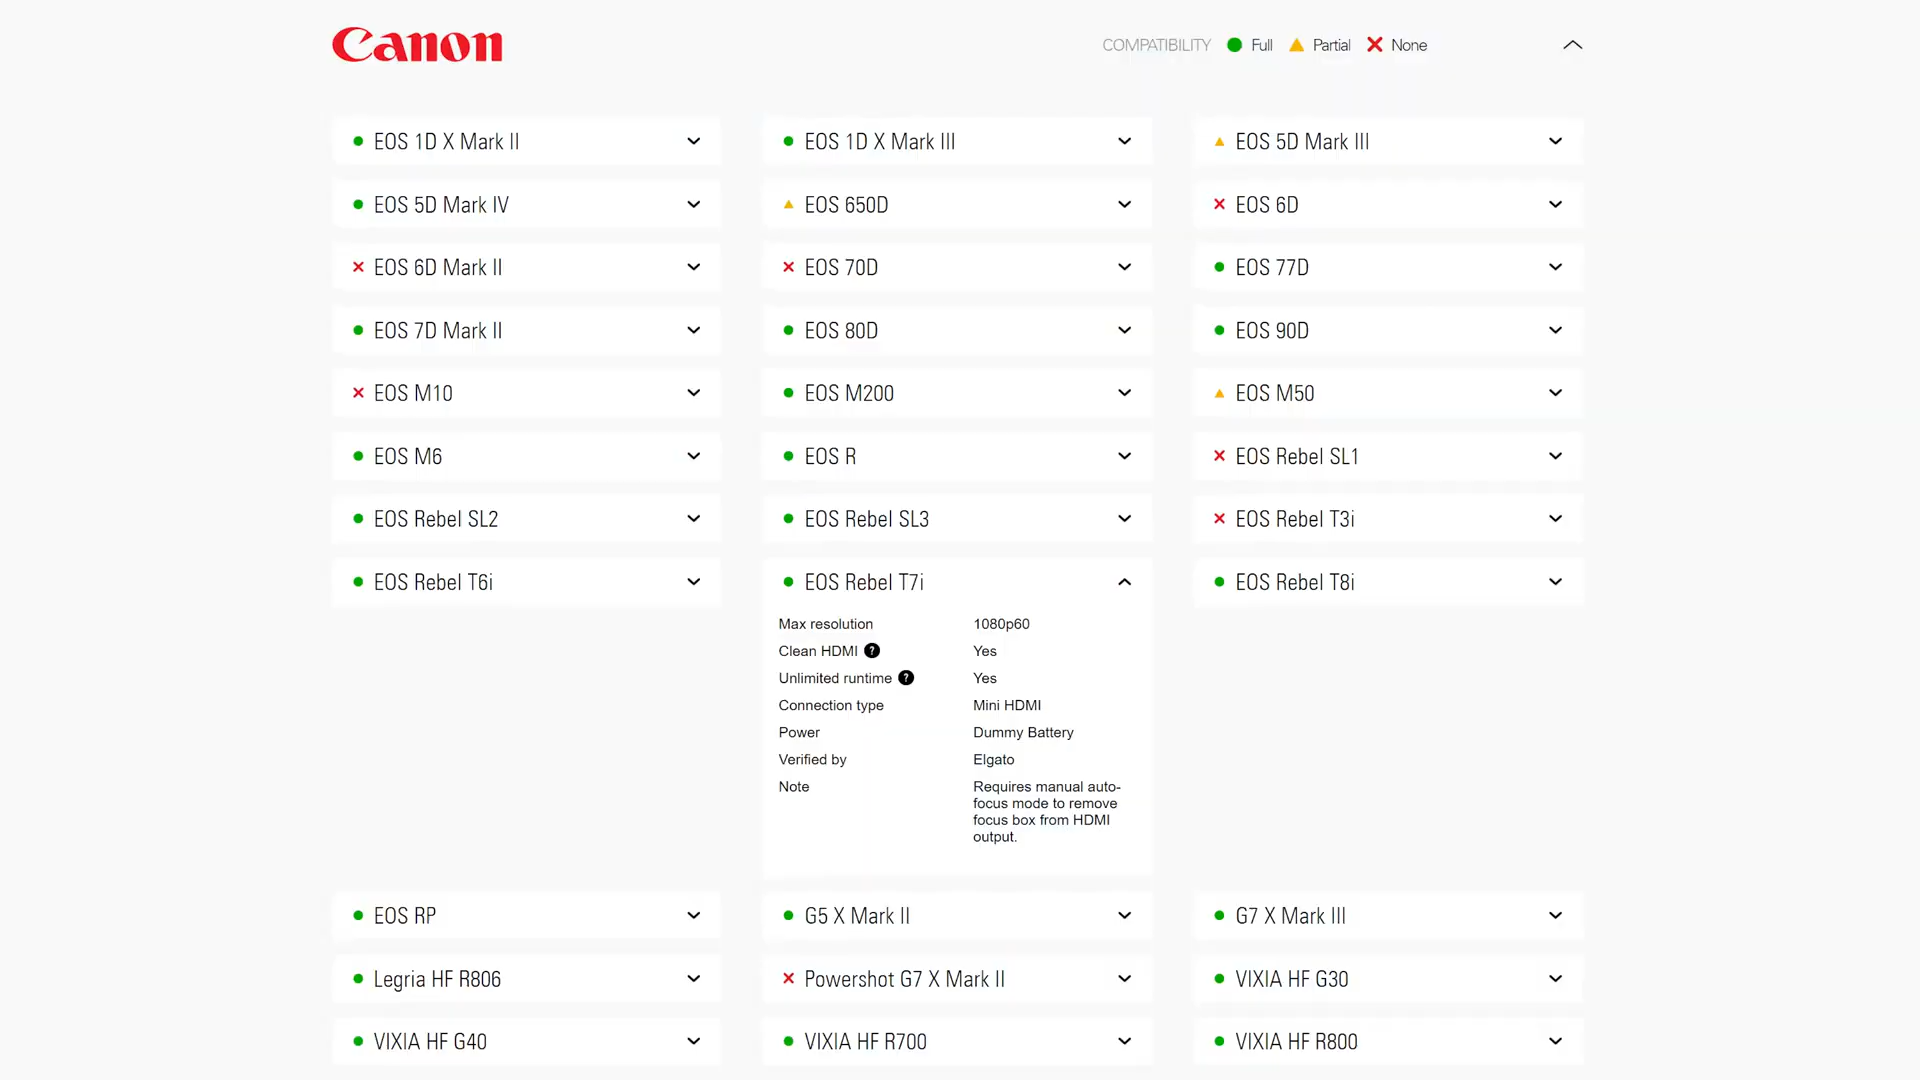 Canon
COMPATIBILITY Full Partial None
EOS 1D X Mark II
EOS 1D X Mark III
EOS 5D Mark III
EOS 5D Mark IV
EOS 650D
EOS 6D
EOS 6D Mark II
EOS 70D
EOS 77D
EOS 7D Mark II
EOS 80D
EOS 90D
EOS M10
EOS M200
EOS M50
EOS M6
EOS R
EOS Rebel SL1
EOS Rebel SL2
EOS Rebel SL3
EOS Rebel T3i
EOS Rebel T6i
EOS Rebel T7i
EOS Rebel T8i
Max resolution 1080p60
Clean HDMI ? Yes
Unlimited runtime ? Yes
Connection type Mini HDMI
Power Dummy Battery
Verified by Elgato
Note Requires manual auto-
focus mode to remove
focus box from HDMI
output.
EOS RP
G5 X Mark II
G7 X Mark III
Legria HF R806
Powershot G7 X Mark II
VIXIA HF G30
VIXIA HF G40
VIXIA HF R700
VIXIA HF R800